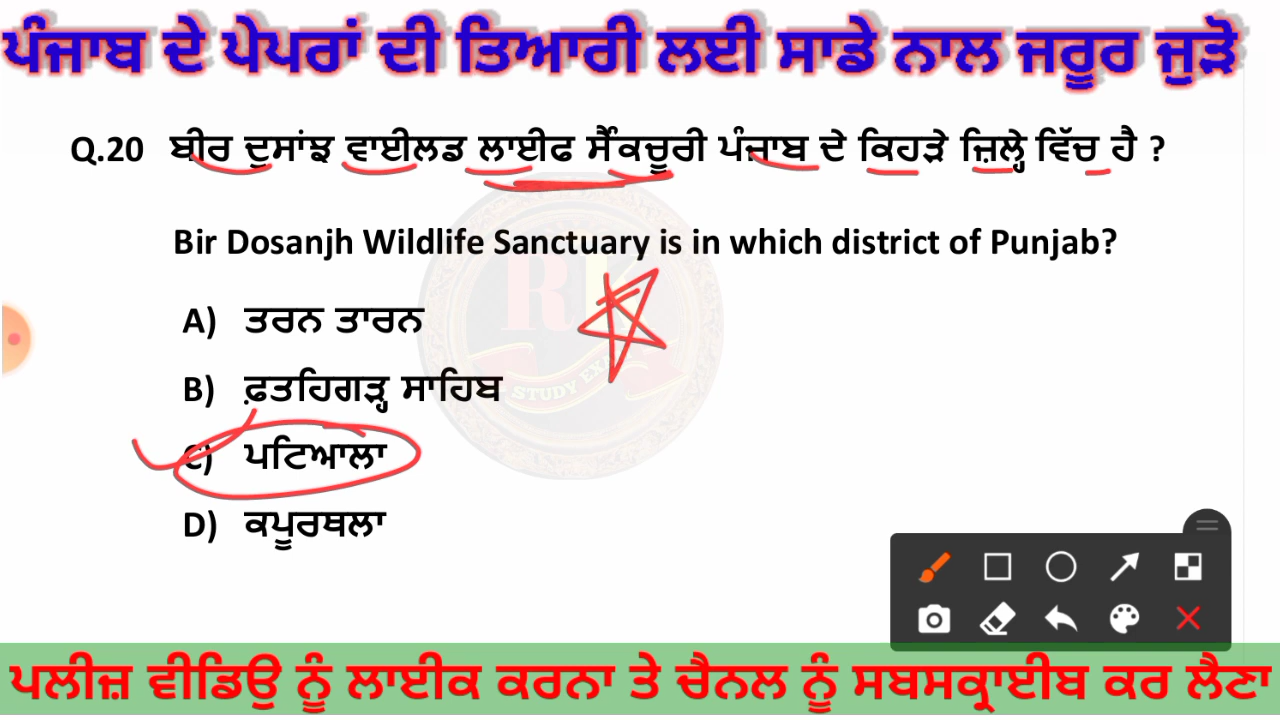 ਪੰਜਾਬ ਦੇ ਪੇਪਰਾਂ ਦੀ ਤਿਆਰੀ ਲਈ ਸਾਡੇ ਨਾਲ ਜਰੂਰ ਜੁੜੋ
Q.20 ਬੀਰ ਦੁਸਾਂਝ ਵਾਈਲਡ ਲਾਈਫ ਸੈਂਕਚੂਰੀ ਪੰਜਾਬ ਦੇ ਕਿਹੜੇ ਜ਼ਿਲ੍ਹੇ ਵਿੱਚ ਹੈ ?
Bir Dosanjh Wildlife Sanctuary is in which district of Punjab?
A) ਤਰਨ ਤਾਰਨ
B) ਫ਼ਤਹਿਗੜ੍ਹ ਸਾਹਿਬ
C) ਪਟਿਆਲਾ
D) ਕਪੂਰਥਲਾ
STUDY
ਪਲੀਜ਼ ਵੀਡਿਉ ਨੂੰ ਲਾਈਕ ਕਰਨਾ ਤੇ ਚੈਨਲ ਨੂੰ ਸਬਸਕ੍ਰਾਈਬ ਕਰ ਲੈਣਾ